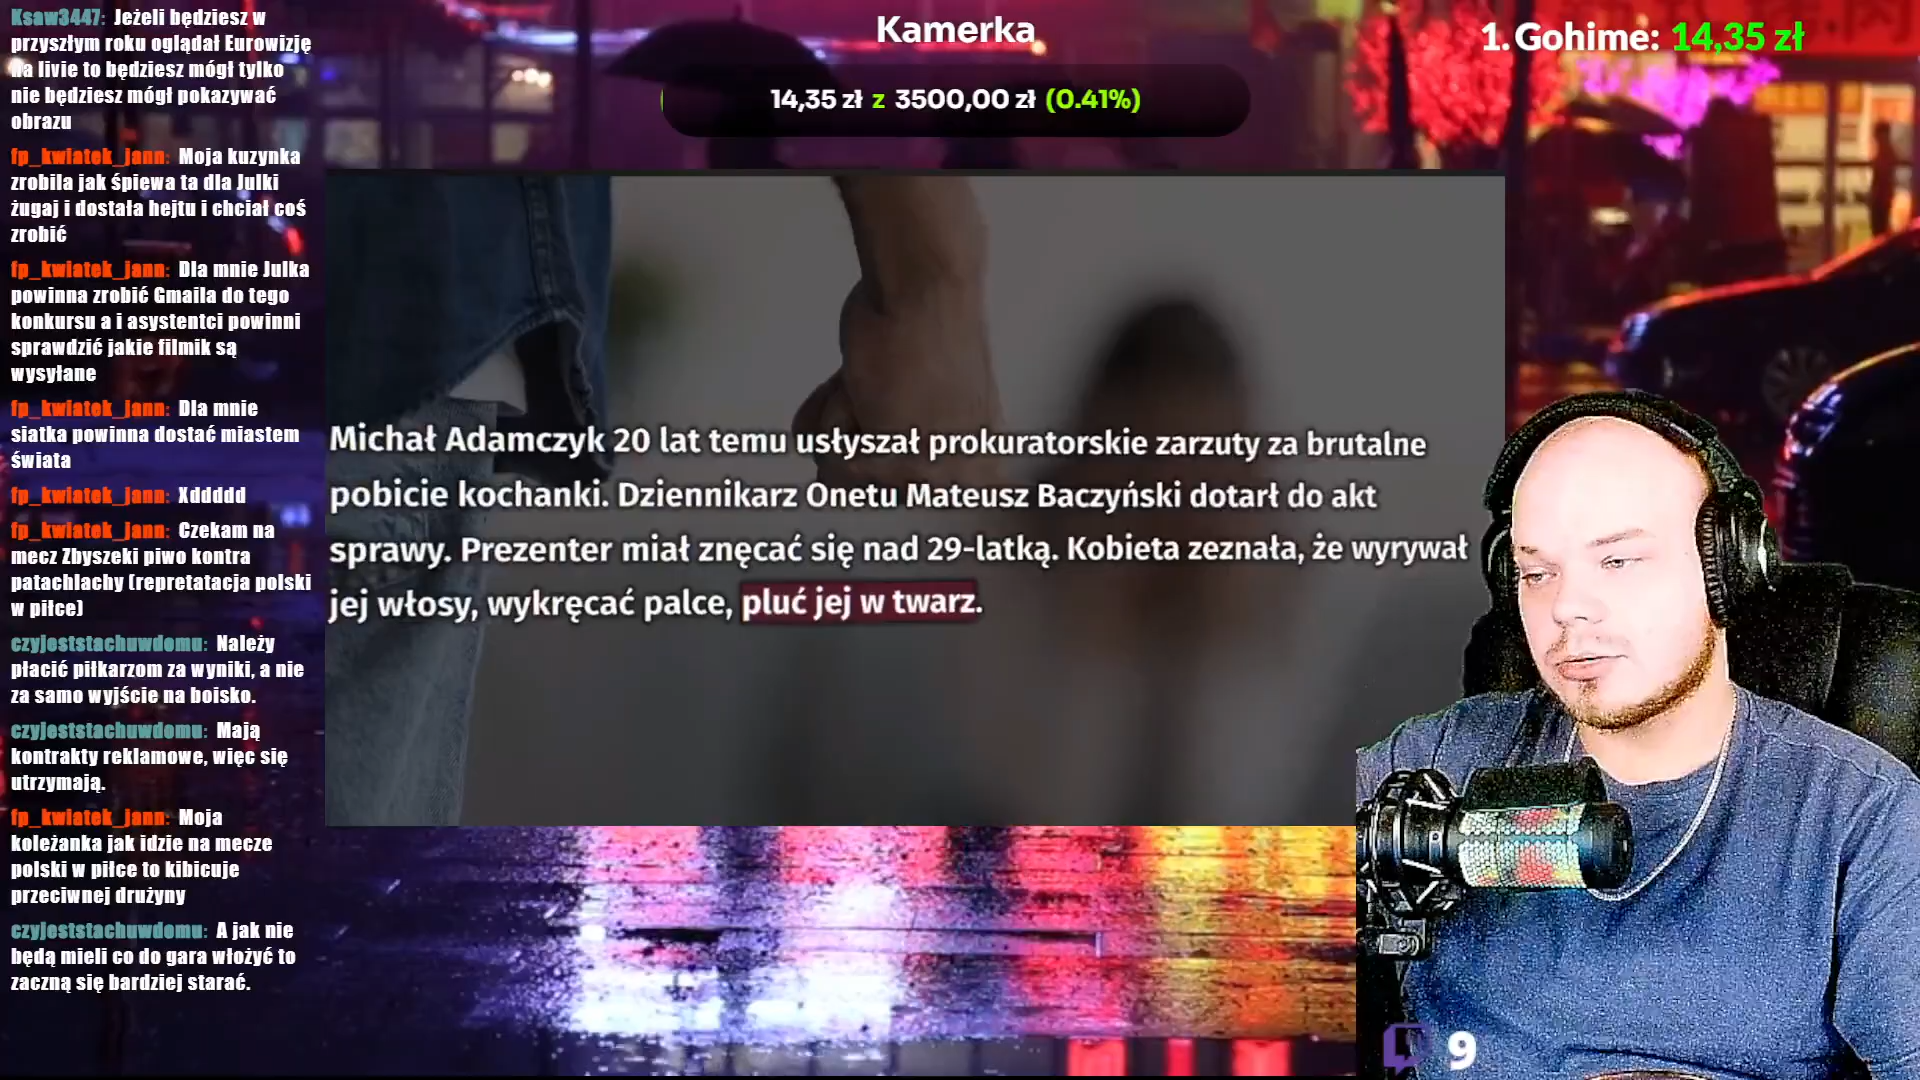 Ksaw3447: Jeżeli będziesz w
przyszłym roku oglądał Eurowizję
na livie to będziesz mógł tylko
nie będziesz mógł pokazywać
obrazu
fp_kwiatek_jann: Moja kuzynka
zrobila jak śpiewa ta dla Julki
żugaj i dostała hejtu i chciał coś
zrobić
fp_kwiatek_jann: Dla mnie Julka
powinna zrobić Gmaila do tego
konkursu a i asystentci powinni
sprawdzić jakie filmik są
wysyłane
fp_kwiatek_jann: Dla mnie
siatka powinna dostać miastem
świata
fp_kwiatek_jann: Xddddd
fp_kwiatek_jann: Czekam na
mecz Zbyszeki piwo kontra
patachlachy (repretatacja polski
w piłce)
czyjeststachuwdomu: Należy
płacić piłkarzom za wyniki, a nie
za samo wyjście na boisko.
czyjeststachuwdomu: Mają
kontrakty reklamowe, więc się
utrzymają.
fp_kwiatek_jann: Moja
koleżanka jak idzie na mecze
polski w piłce to kibicuje
przeciwnej drużyny
czyjeststachuwdomu: A jak nie
będą mieli co do gara włożyć to
zaczną się bardziej starać.
Kamerka
14,35 zł z 3500,00 zł (0.41%)
1. Gohime: 14,35 zł
Michał Adamczyk 20 lat temu usłyszał prokuratorskie zarzuty za brutalne
pobicie kochanki. Dziennikarz Onetu Mateusz Baczyński dotarł do akt
sprawy. Prezenter miał znęcać się nad 29-latką. Kobieta zeznała, że wyrywał
jej włosy, wykręcać palce, pluć jej w twarz.
9